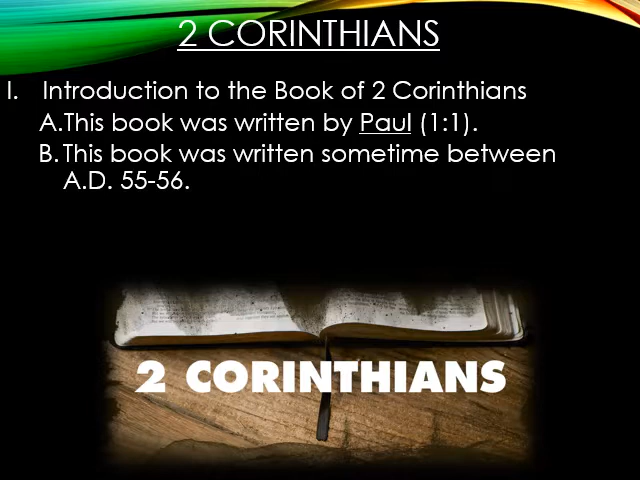 2 CORINTHIANS
I. Introduction to the Book of 2 Corinthians
A.This book was written by Paul (1:1).
B.This book was written sometime between
A.D. 55-56.
2 CORINTHIANS